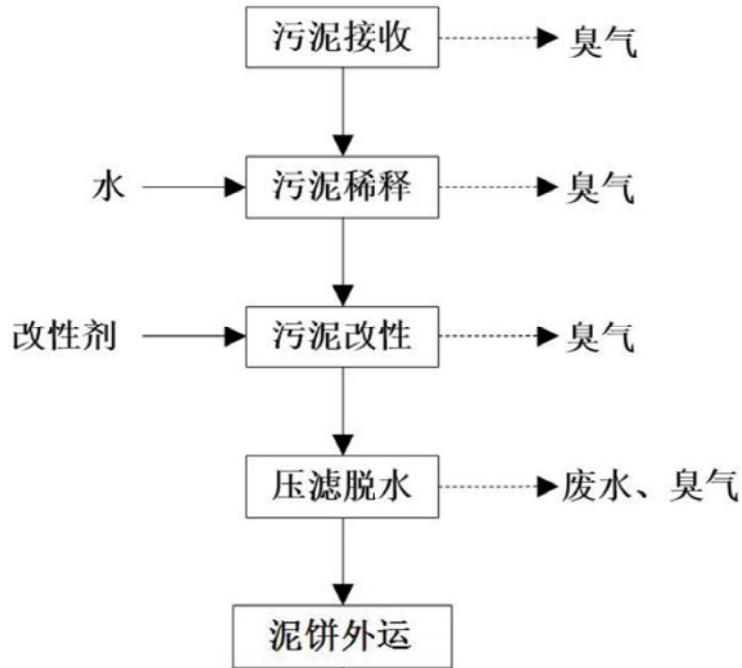 污泥接收
臭气
水
污泥稀释
臭气
改性剂
污泥改性
臭气
压滤脱水
废水、臭气
泥饼外运